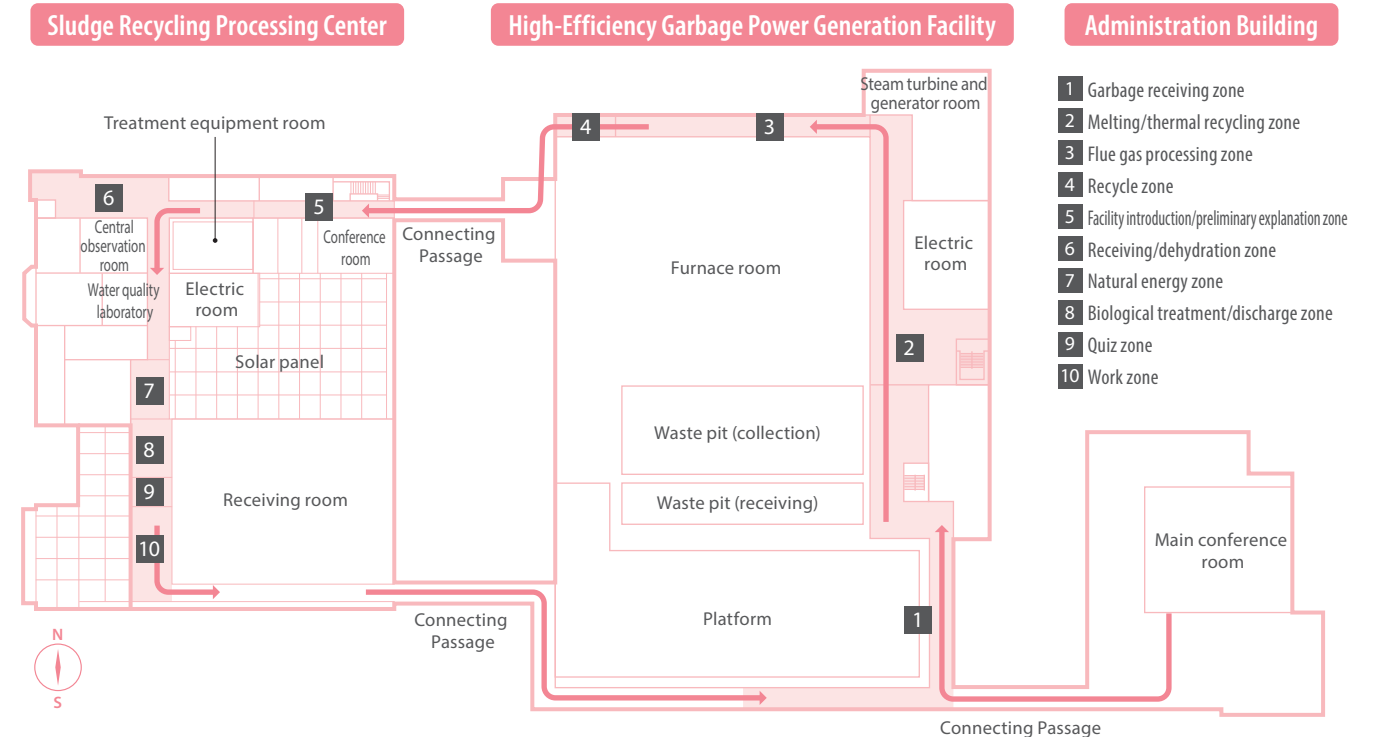 Sludge Recycling Processing Center
High-Efficiency Garbage Power Generation Facility
Administration Building
Steam turbine and
generator room
1 Garbage receiving zone
2 Melting/thermal recycling zone
3 Flue gas processing zone
4 Recycle zone
5 Facility introduction/preliminary explanation zone
6 Receiving/dehydration zone
7 Natural energy zone
8 Biological treatment/discharge zone
9 Quiz zone
10 Work zone
Treatment equipment room
4
3
6
5
Central
observation
room
Conference
room
Connecting
Passage
Furnace room
Electric
room
Water quality
laboratory
Electric
room
Solar panel
2
7
Waste pit (collection)
8
9
Receiving room
Waste pit (receiving)
10
Main conference
room
Platform
1
Connecting
Passage
N
S
Connecting Passage